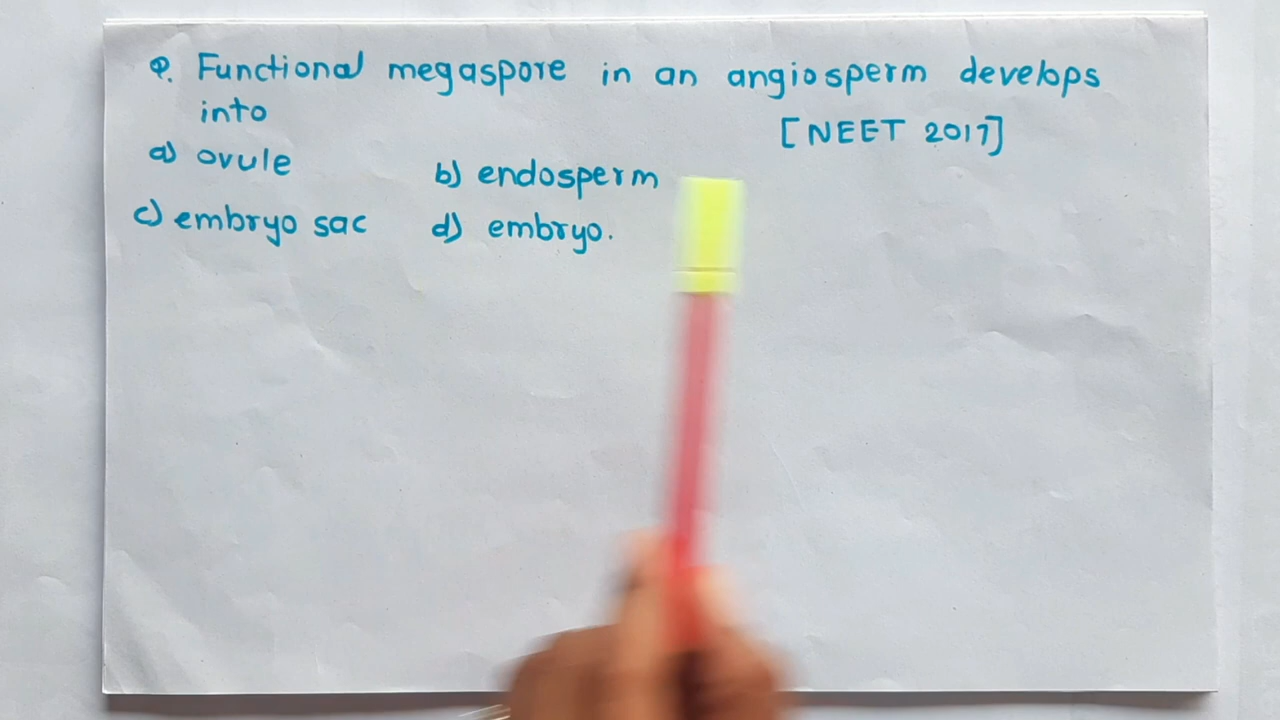 Q. Functional megaspore in an angiosperm develops
into
[NEET 2017]
a) ovule
b) endosperm
c) embryo sac
d) embryo.